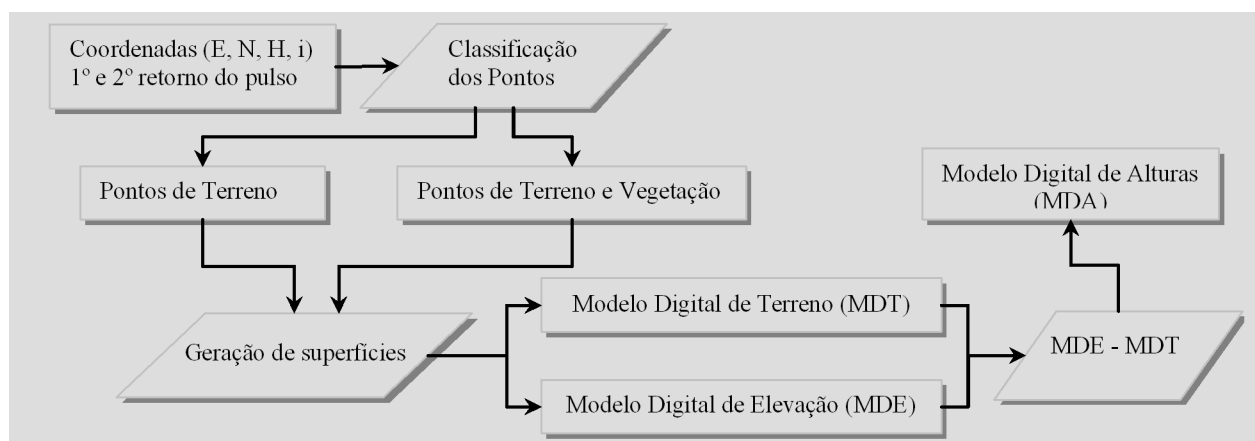 Coordenadas (E, N, H, i)
1º e 2º retorno do pulso
Classificação
dos Pontos
Pontos de Terreno
Pontos de Terreno e Vegetação
Modelo Digital de Alturas
(MDA)
Geração de superfícies
Modelo Digital de Terreno (MDT)
Modelo Digital de Elevação (MDE)
MDE - MDT